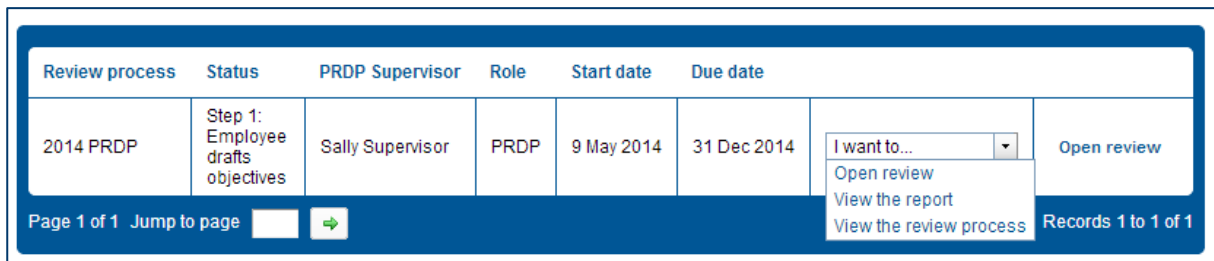 Review process Status PRDP Supervisor Role Start date Due date
2014 PRDP Step 1: Employee drafts objectives Sally Supervisor PRDP 9 May 2014 31 Dec 2014 I want to... Open review
Open review
View the report
View the review process
Page 1 of 1 Jump to page Records 1 to 1 of 1